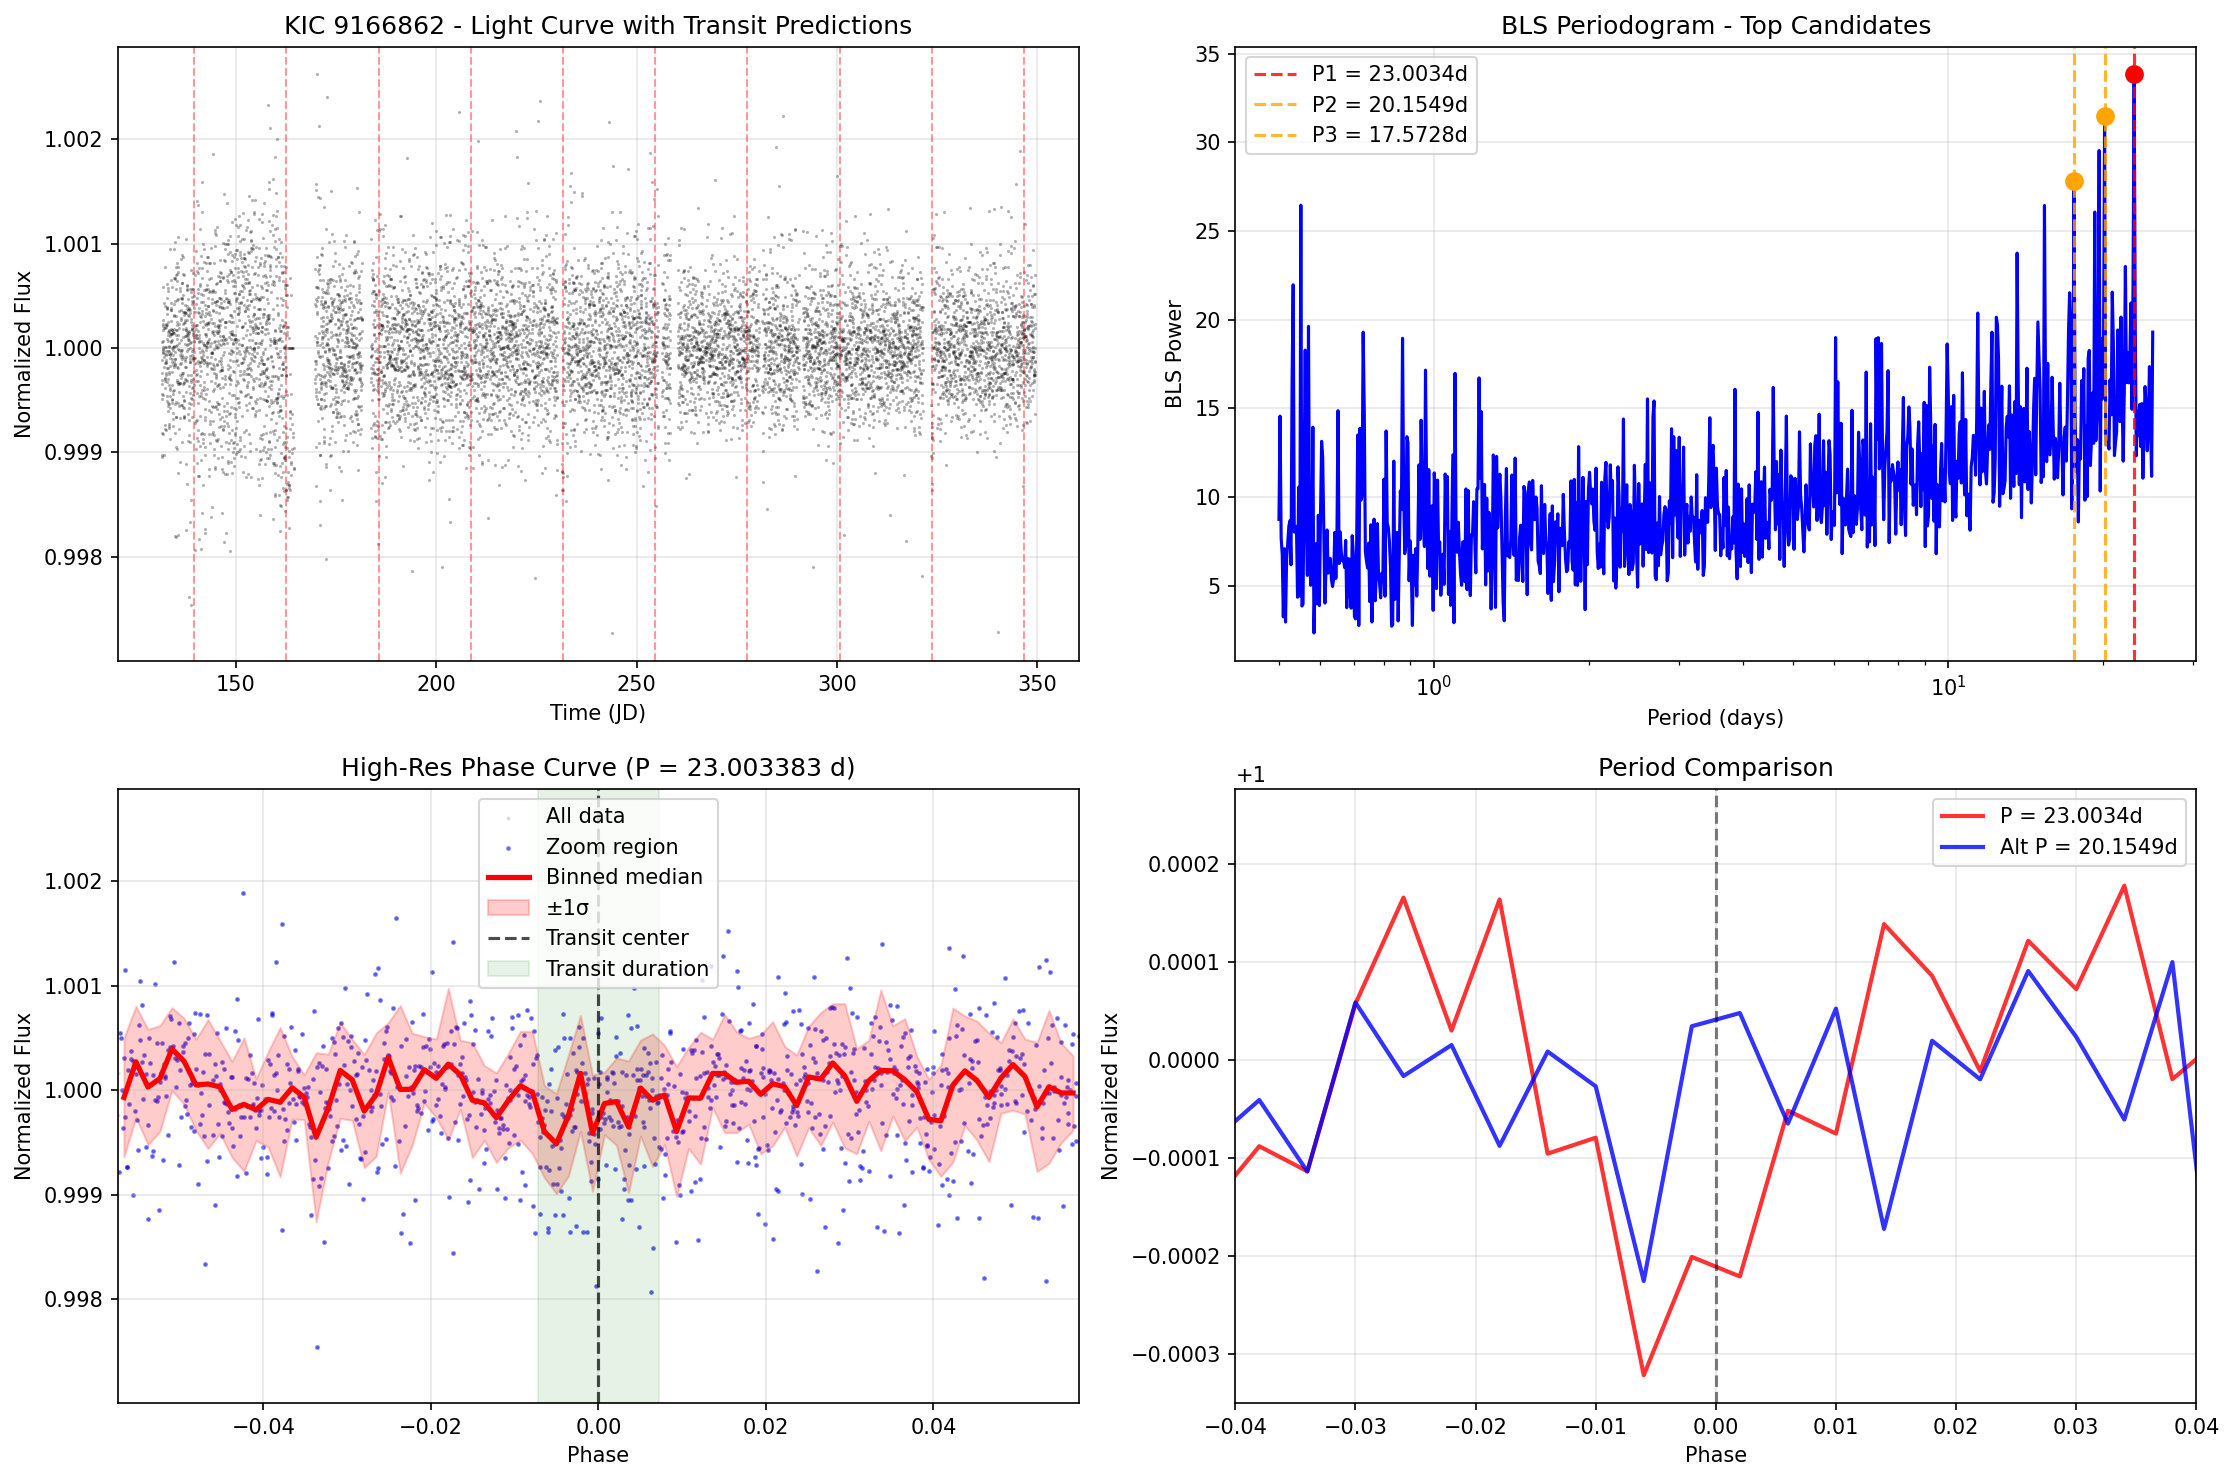 KIC 9166862 - Light Curve with Transit Predictions
Normalized Flux
1.002
1.001
1.000
0.999
0.998
150
200
250
300
350
Time (JD)
BLS Periodogram - Top Candidates
BLS Power
35
30
25
20
15
10
5
P1 = 23.0034d
P2 = 20.1549d
P3 = 17.5728d
10⁰
10¹
Period (days)
High-Res Phase Curve (P = 23.003383 d)
Normalized Flux
1.002
1.001
1.000
0.999
0.998
All data
Zoom region
Binned median
±1σ
Transit center
Transit duration
−0.04
−0.02
0.00
0.02
0.04
Phase
Period Comparison
+1
Normalized Flux
0.0002
0.0001
0.0000
−0.0001
−0.0002
−0.0003
P = 23.0034d
Alt P = 20.1549d
−0.04
−0.03
−0.02
−0.01
0.00
0.01
0.02
0.03
0.04
Phase